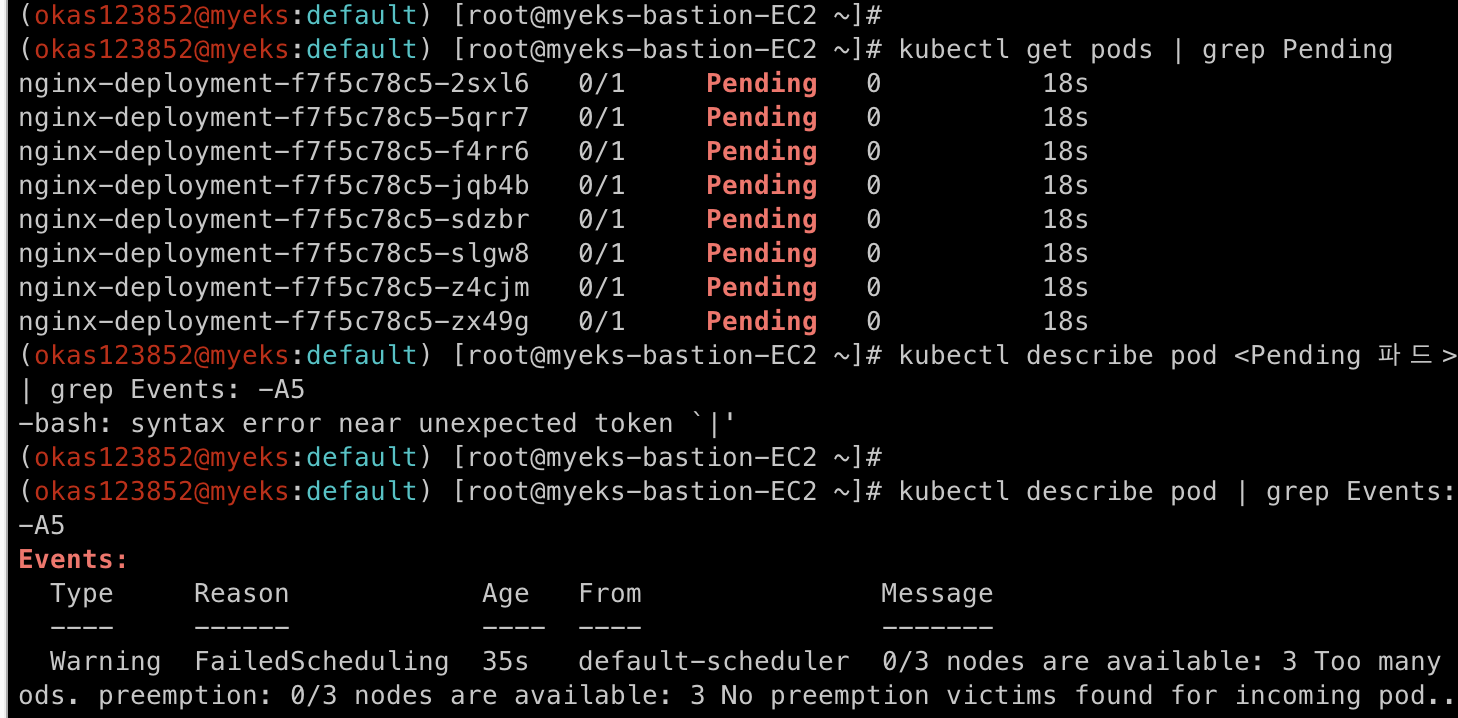 (okas123852@myeks:default) [root@myeks-bastion-EC2 ~]#
(okas123852@myeks:default) [root@myeks-bastion-EC2 ~]# kubectl get pods | grep Pending
nginx-deployment-f7f5c78c5-2sxl6   0/1     Pending   0          18s
nginx-deployment-f7f5c78c5-5qrr7   0/1     Pending   0          18s
nginx-deployment-f7f5c78c5-f4rr6   0/1     Pending   0          18s
nginx-deployment-f7f5c78c5-jqb4b   0/1     Pending   0          18s
nginx-deployment-f7f5c78c5-sdzbr   0/1     Pending   0          18s
nginx-deployment-f7f5c78c5-slgw8   0/1     Pending   0          18s
nginx-deployment-f7f5c78c5-z4cjm   0/1     Pending   0          18s
nginx-deployment-f7f5c78c5-zx49g   0/1     Pending   0          18s
(okas123852@myeks:default) [root@myeks-bastion-EC2 ~]# kubectl describe pod <Pending 파드>
| grep Events: -A5
-bash: syntax error near unexpected token `|'
(okas123852@myeks:default) [root@myeks-bastion-EC2 ~]#
(okas123852@myeks:default) [root@myeks-bastion-EC2 ~]# kubectl describe pod | grep Events:
-A5
Events:
  Type     Reason            Age   From               Message
  ----     ------            ----  ----               -------
  Warning  FailedScheduling  35s   default-scheduler  0/3 nodes are available: 3 Too many
ods. preemption: 0/3 nodes are available: 3 No preemption victims found for incoming pod..